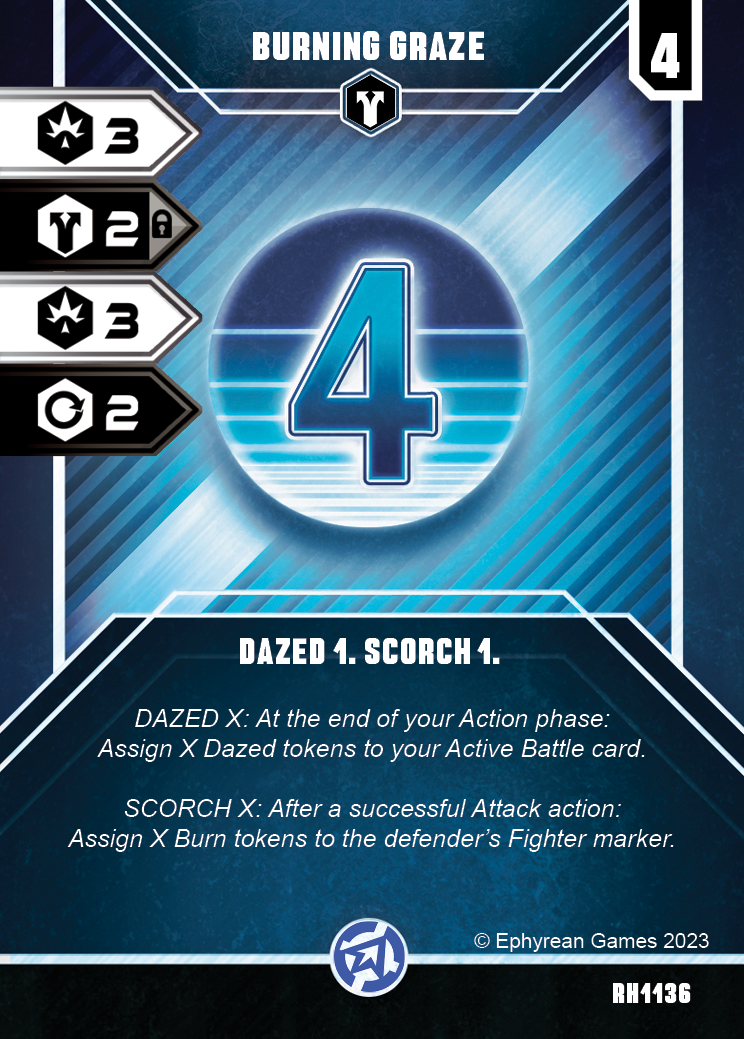 BURNING GRAZE
4
3
2
3
2
4
DAZED 1. SCORCH 1.
DAZED X: At the end of your Action phase:
Assign X Dazed tokens to your Active Battle card.
SCORCH X: After a successful Attack action:
Assign X Burn tokens to the defender's Fighter marker.
© Ephyrean Games 2023
RH1136